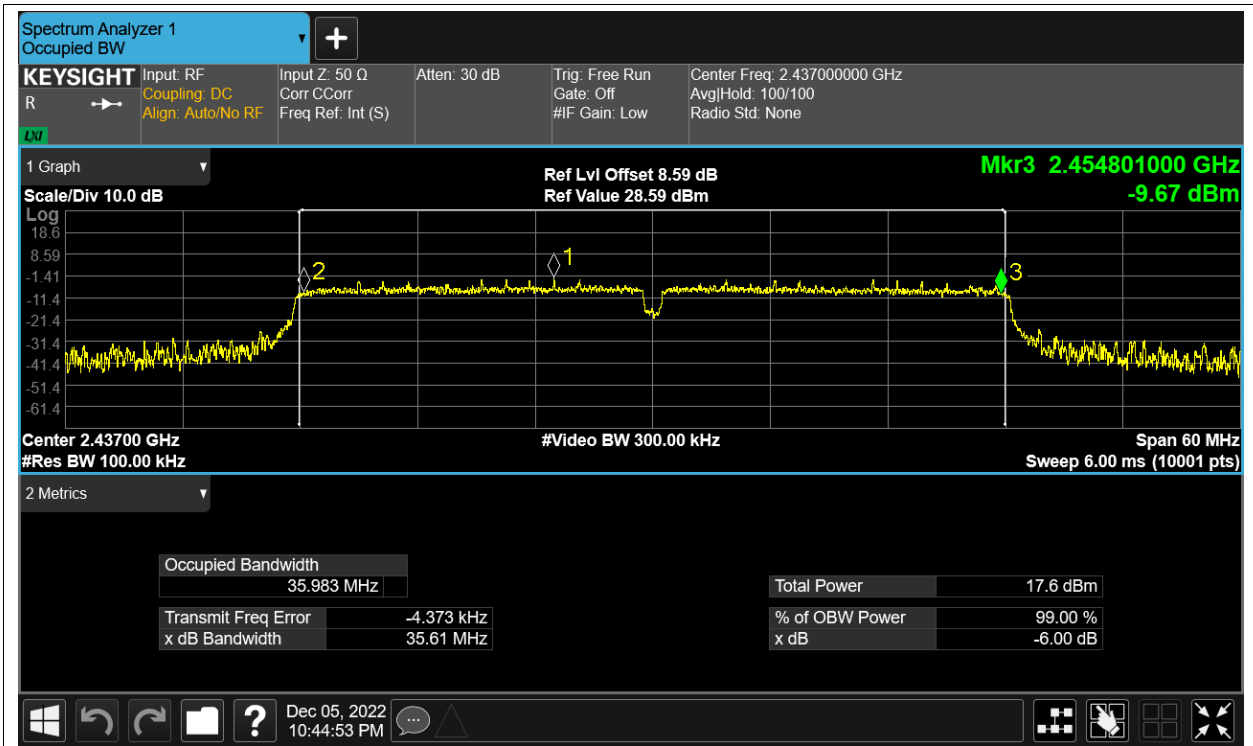 Spectrum Analyzer 1
Occupied BW
KEYSIGHT Input: RF Input Z: 50 Ω Atten: 30 dB Trig: Free Run Center Freq: 2.437000000 GHz
R Coupling: DC Corr CCorr Gate: Off Avg|Hold: 100/100
Align: Auto/No RF Freq Ref: Int (S) #IF Gain: Low Radio Std: None
LXI
1 Graph Ref Lvl Offset 8.59 dB Mkr3 2.454801000 GHz
Scale/Div 10.0 dB Ref Value 28.59 dBm -9.67 dBm
Log
18.6
8.59 1
-1.41 2 3
-11.4
-21.4
-31.4
-41.4
-51.4
-61.4
Center 2.43700 GHz #Video BW 300.00 kHz Span 60 MHz
#Res BW 100.00 kHz Sweep 6.00 ms (10001 pts)
2 Metrics
Occupied Bandwidth
35.983 MHz Total Power 17.6 dBm
Transmit Freq Error -4.373 kHz % of OBW Power 99.00 %
x dB Bandwidth 35.61 MHz x dB -6.00 dB
? Dec 05, 2022
10:44:53 PM